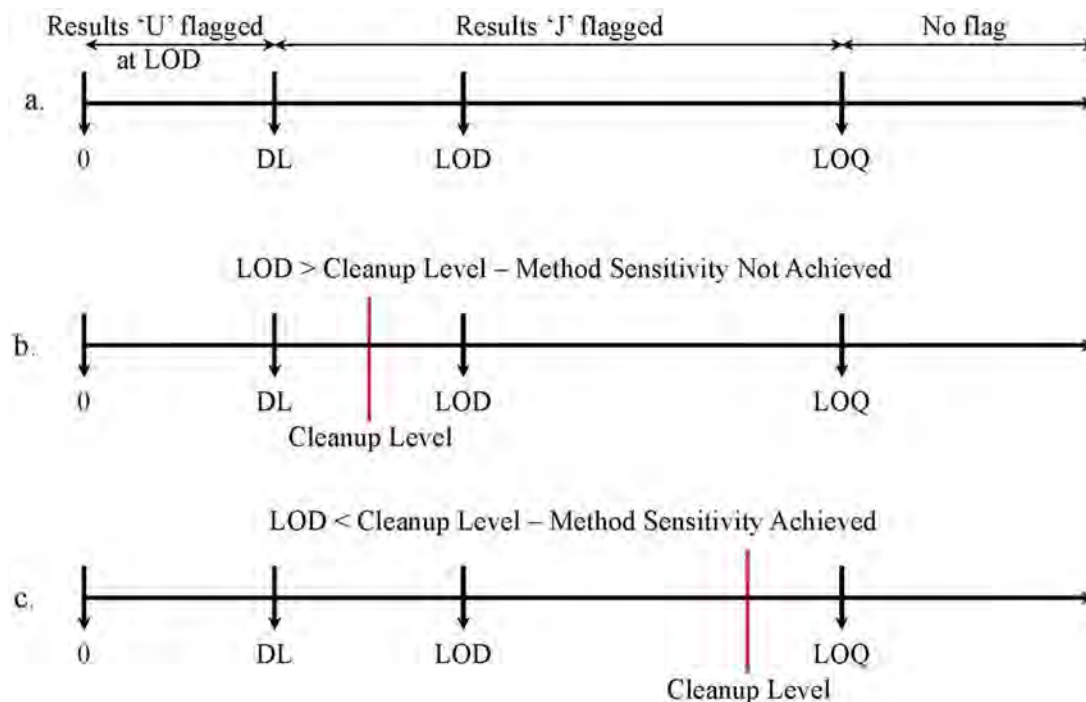 Results ‘U’ flagged at LOD
Results ‘J’ flagged
No flag
a.
0
DL
LOD
LOQ
LOD > Cleanup Level – Method Sensitivity Not Achieved
b.
0
DL
LOD
LOQ
Cleanup Level
LOD < Cleanup Level – Method Sensitivity Achieved
c.
0
DL
LOD
LOQ
Cleanup Level